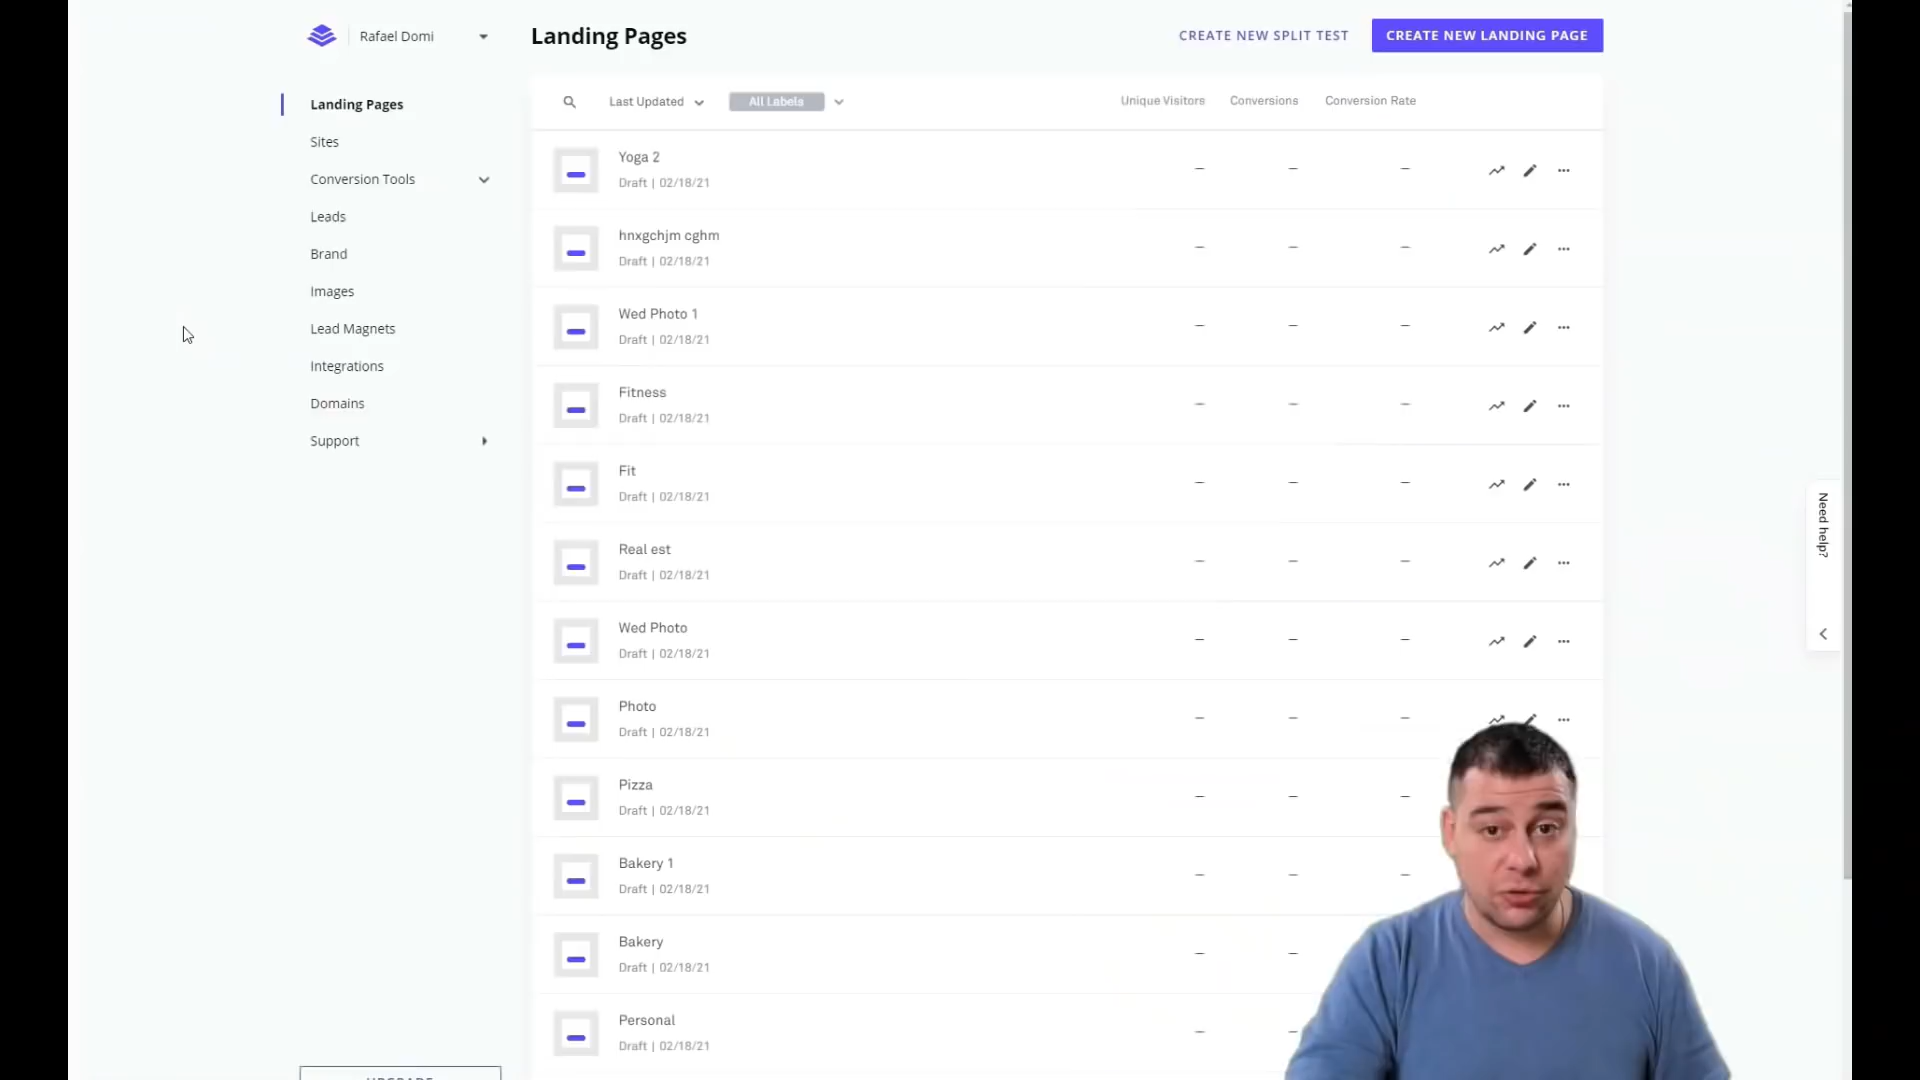 Rafael Domi
Landing Pages
CREATE NEW SPLIT TEST
CREATE NEW LANDING PAGE
Landing Pages
Sites
Conversion Tools
Leads
Brand
Images
Lead Magnets
Integrations
Domains
Support
Last Updated
All Labels
Unique Visitors
Conversions
Conversion Rate
Yoga 2
Draft | 02/18/21
hnxgchjm cghm
Draft | 02/18/21
Wed Photo 1
Draft | 02/18/21
Fitness
Draft | 02/18/21
Fit
Draft | 02/18/21
Real est
Draft | 02/18/21
Wed Photo
Draft | 02/18/21
Photo
Draft | 02/18/21
Pizza
Draft | 02/18/21
Bakery 1
Draft | 02/18/21
Bakery
Draft | 02/18/21
Personal
Draft | 02/18/21
Need help?
UPGRADE